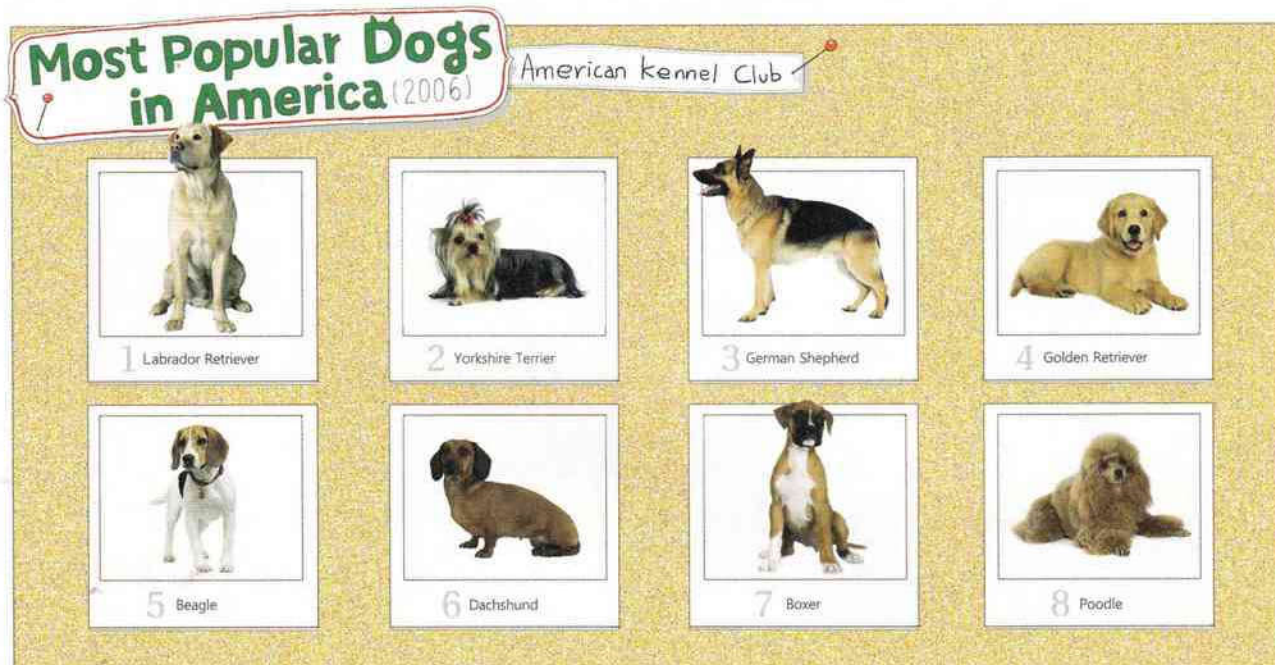 Most Popular Dogs
in America (2006)
American Kennel Club
1 Labrador Retriever
2 Yorkshire Terrier
3 German Shepherd
4 Golden Retriever
5 Beagle
6 Dachshund
7 Boxer
8 Poodle